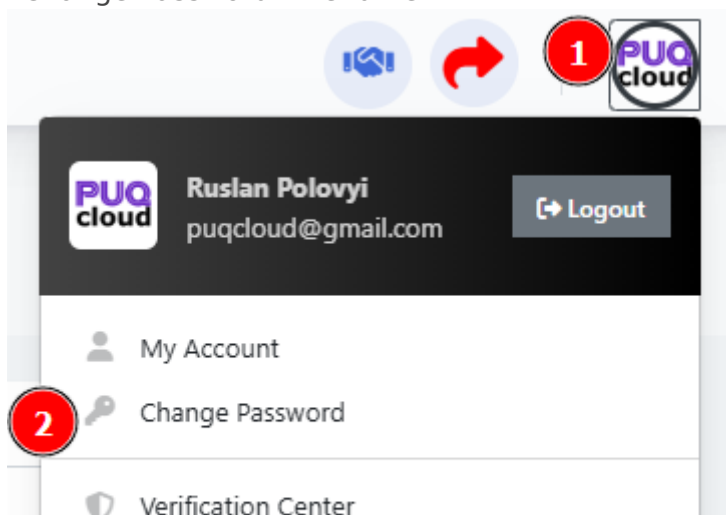 1
PUQ
cloud
PUQ
cloud
Ruslan Polovyi
puqcloud@gmail.com
Logout
My Account
2
Change Password
Verification Center